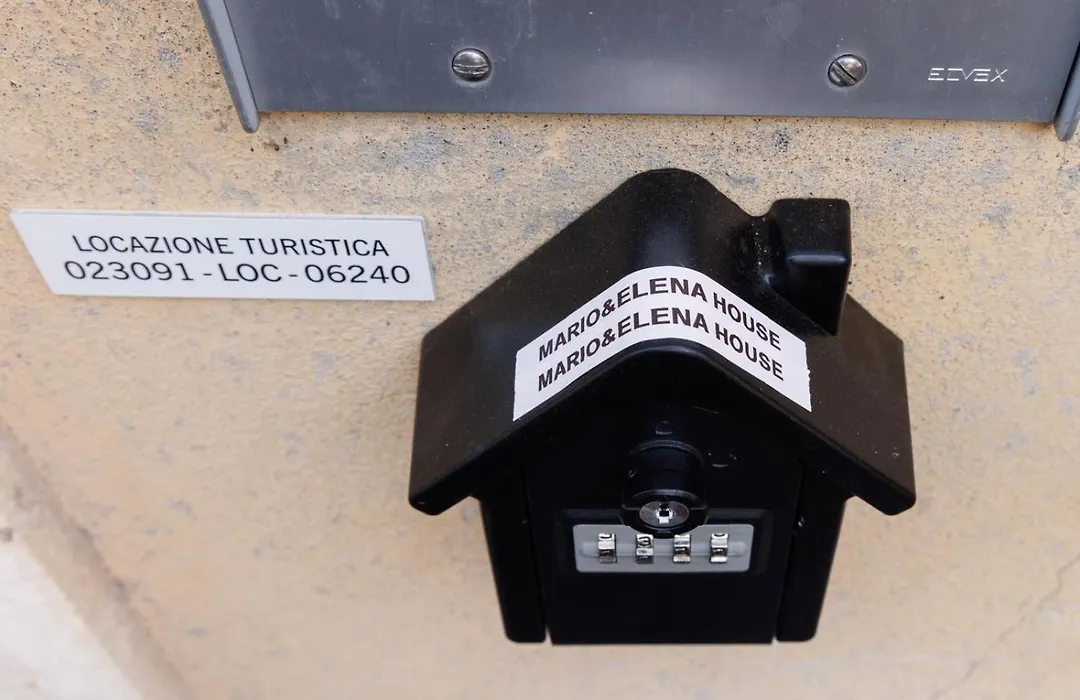 ELVEX
LOCAZIONE TURISTICA
023091 - LOC - 06240
MARIO&ELENA HOUSE
MARIO&ELENA HOUSE